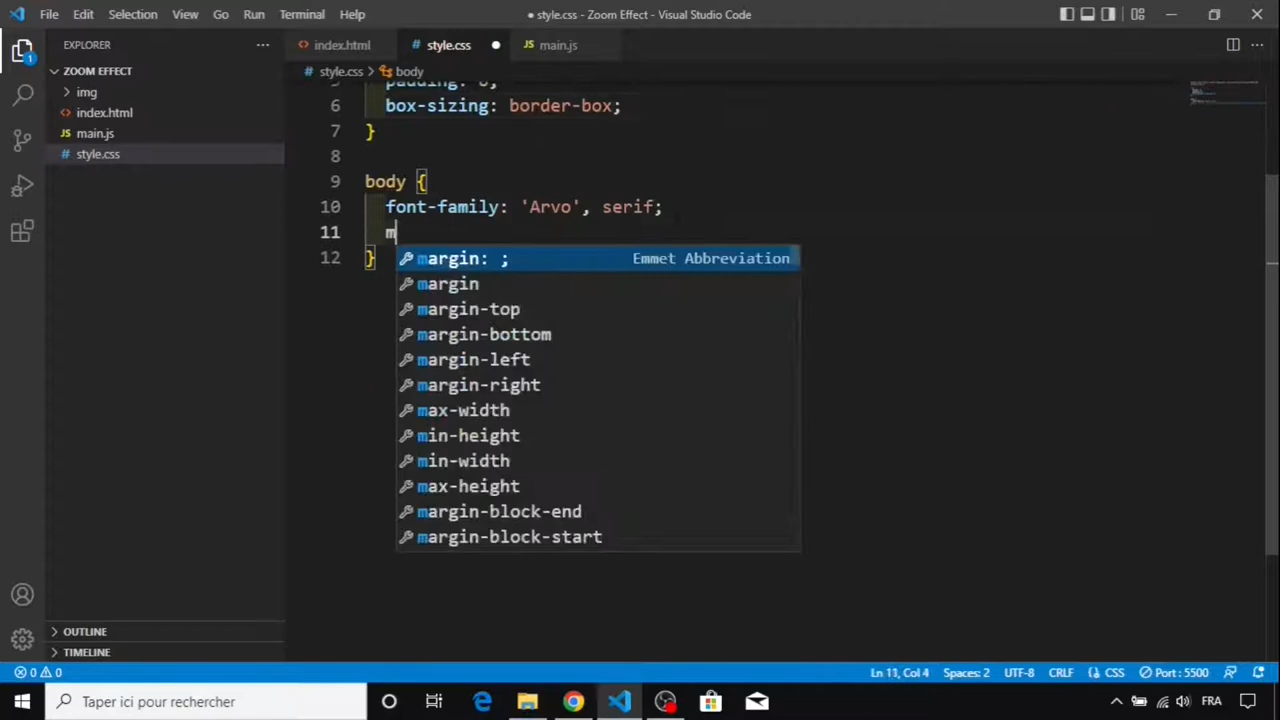 File Edit Selection View Go Run Terminal Help
● style.css - Zoom Effect - Visual Studio Code
EXPLORER
ZOOM EFFECT
img
index.html
main.js
style.css
OUTLINE
TIMELINE
index.html
style.css
main.js
style.css > body
padding: 0;
6 box-sizing: border-box;
7 }
8
9 body {
10 font-family: 'Arvo', serif;
11 m
12 }
margin: ; Emmet Abbreviation
margin
margin-top
margin-bottom
margin-left
margin-right
max-width
min-height
min-width
max-height
margin-block-end
margin-block-start
1
0 0
Ln 11, Col 4 Spaces: 2 UTF-8 CRLF CSS Port : 5500
Taper ici pour rechercher
FRA